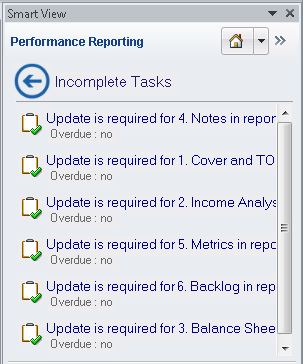 Smart View
Performance Reporting
Incomplete Tasks
Update is required for 4. Notes in repor
Overdue : no
Update is required for 1. Cover and TO
Overdue : no
Update is required for 2. Income Analys
Overdue : no
Update is required for 5. Metrics in repo
Overdue : no
Update is required for 6. Backlog in rep
Overdue : no
Update is required for 3. Balance Shee
Overdue : no